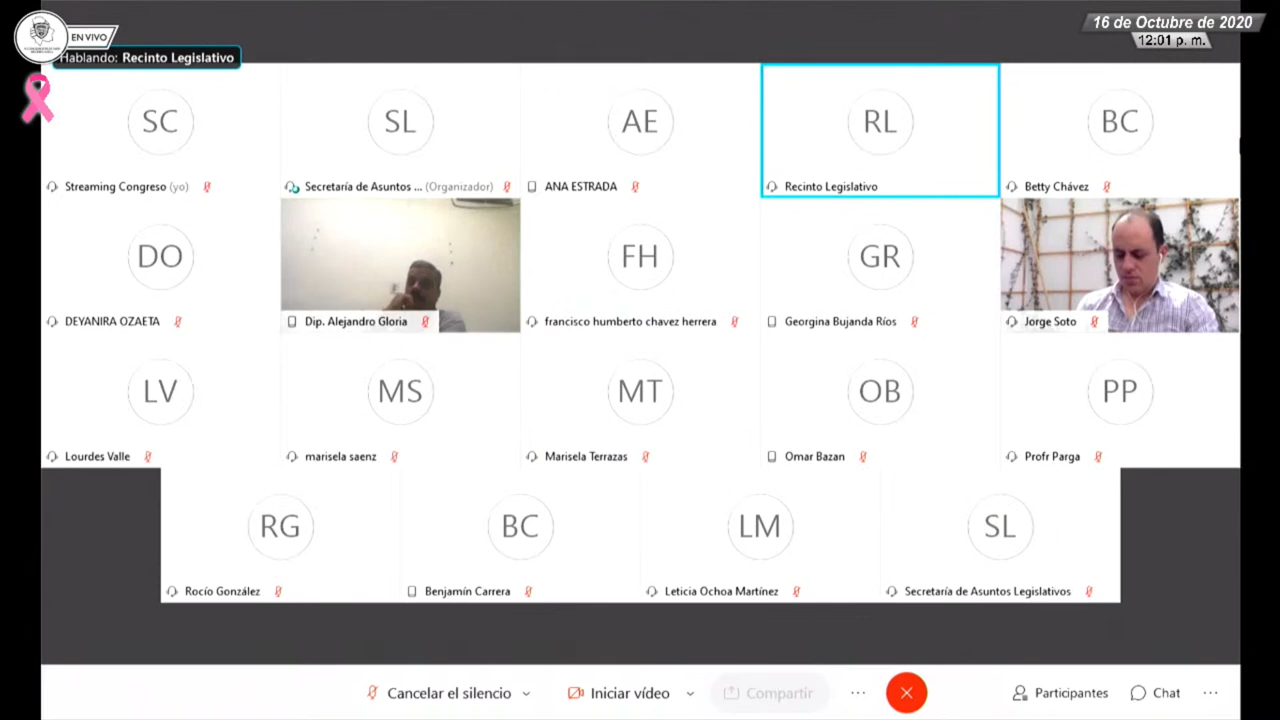 EN VIVO
16 de Octubre de 2020
12:01 p. m.
Hablando: Recinto Legislativo
SC
SL
AE
RL
BC
Streaming Congreso (yo)
Secretaría de Asuntos ... (Organizador)
ANA ESTRADA
Recinto Legislativo
Betty Chávez
DO
FH
GR
DEYANIRA OZAETA
Dip. Alejandro Gloria
francisco humberto chavez herrera
Georgina Bujanda Ríos
Jorge Soto
LV
MS
MT
OB
PP
Lourdes Valle
marisela saenz
Marisela Terrazas
Omar Bazan
Profr Parga
RG
BC
LM
SL
Rocío González
Benjamín Carrera
Leticia Ochoa Martínez
Secretaría de Asuntos Legislativos
Cancelar el silencio
Iniciar vídeo
Compartir
Participantes
Chat